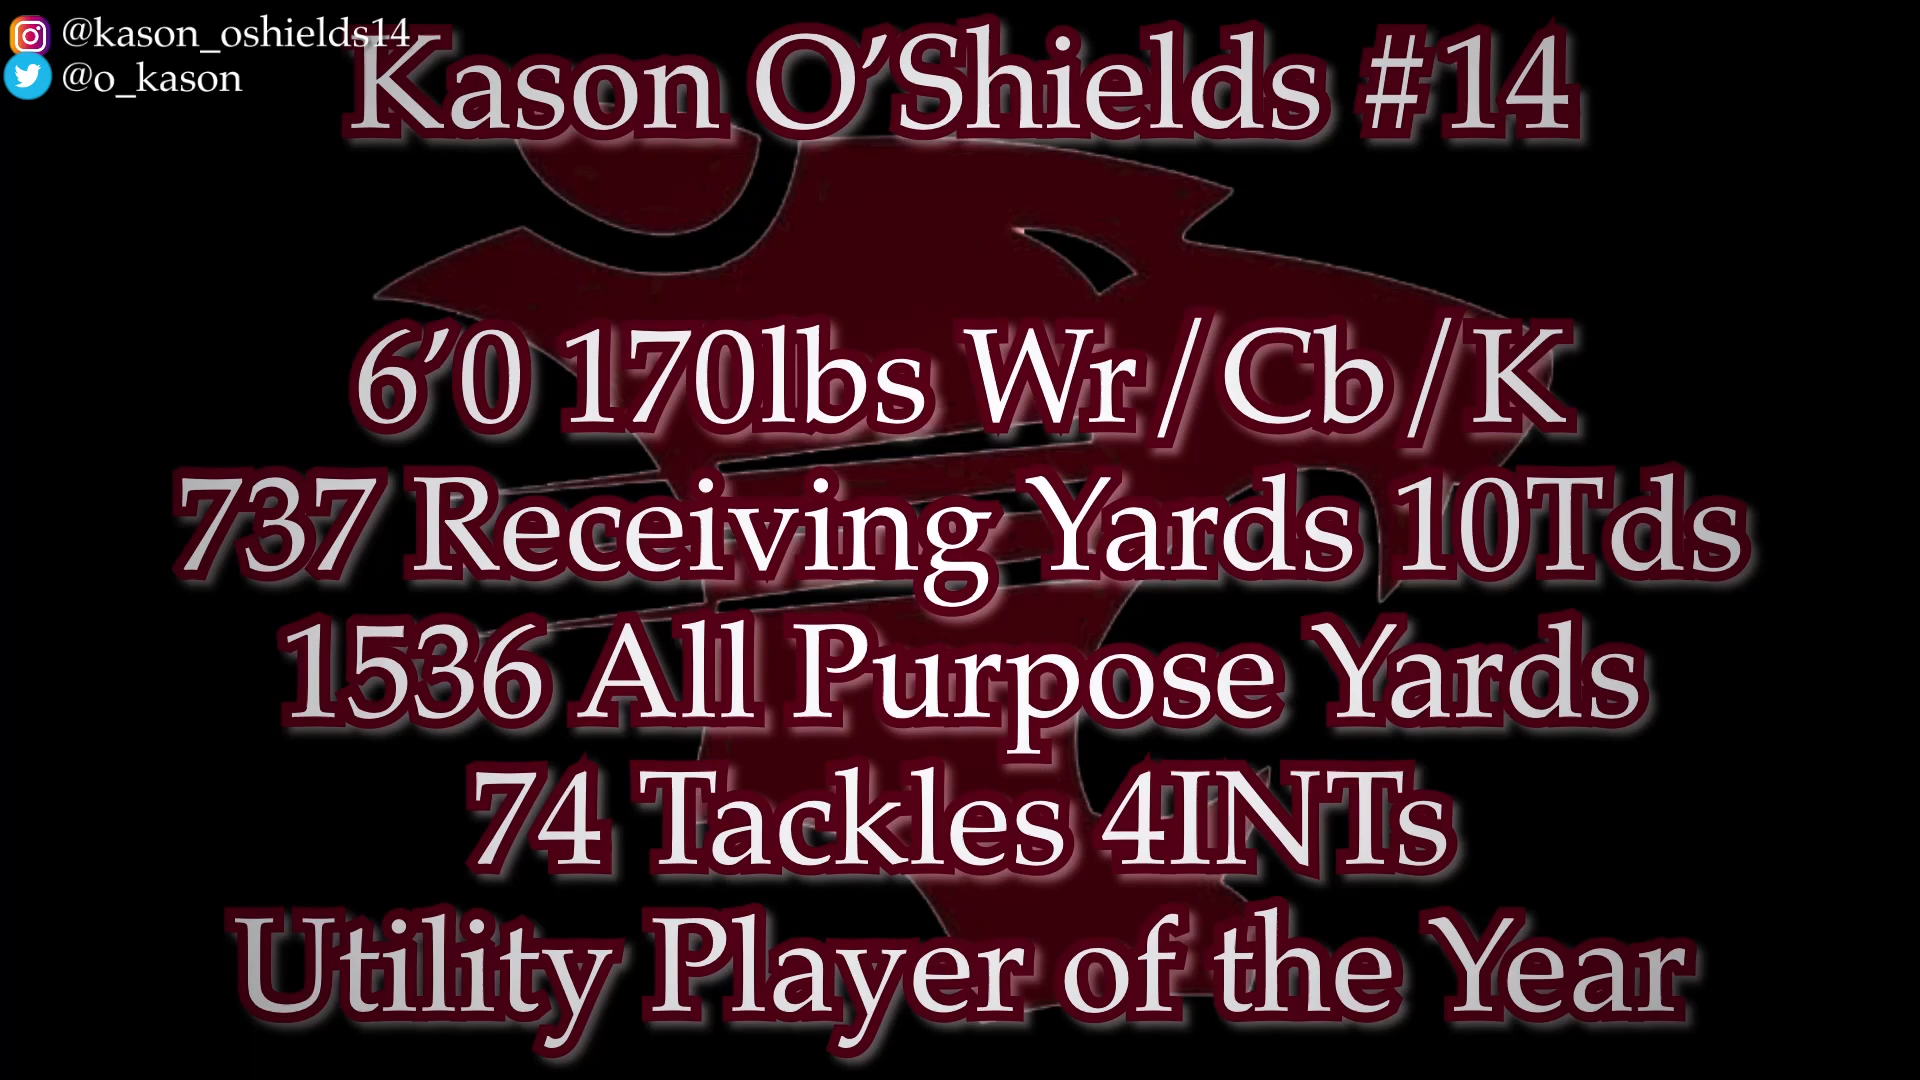 @kason_oshields14
@o_kason
Kason O’Shields #14
6’0 170lbs Wr/Cb/K
737 Receiving Yards 10Tds
1536 All Purpose Yards
74 Tackles 4INTs
Utility Player of the Year